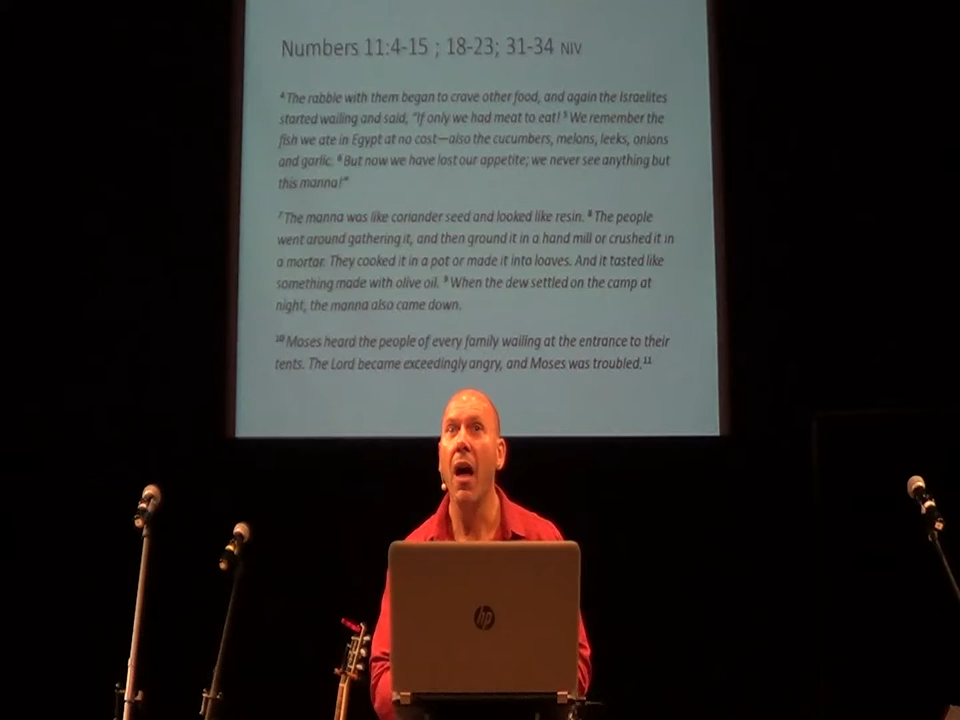 Numbers 11:4-15 ; 18-23; 31-34 NIV
⁴ The rabble with them began to crave other food, and again the Israelites
started wailing and said, "If only we had meat to eat! ⁵ We remember the
fish we ate in Egypt at no cost—also the cucumbers, melons, leeks, onions
and garlic. ⁶ But now we have lost our appetite; we never see anything but
this manna!"
⁷ The manna was like coriander seed and looked like resin. ⁸ The people
went around gathering it, and then ground it in a hand mill or crushed it in
a mortar. They cooked it in a pot or made it into loaves. And it tasted like
something made with olive oil. ⁹ When the dew settled on the camp at
night, the manna also came down.
¹⁰ Moses heard the people of every family wailing at the entrance to their
tents. The Lord became exceedingly angry, and Moses was troubled. ¹¹
hp